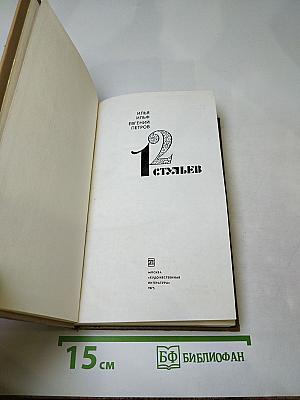 ИЛЬЯ
ИЛЬФ
ЕВГЕНИЙ
ПЕТРОВ
12
СТУЛЬЕВ
МОСКВА
«ХУДОЖЕСТВЕННАЯ
ЛИТЕРАТУРА»
15 см
БФ БИБЛИОФАН